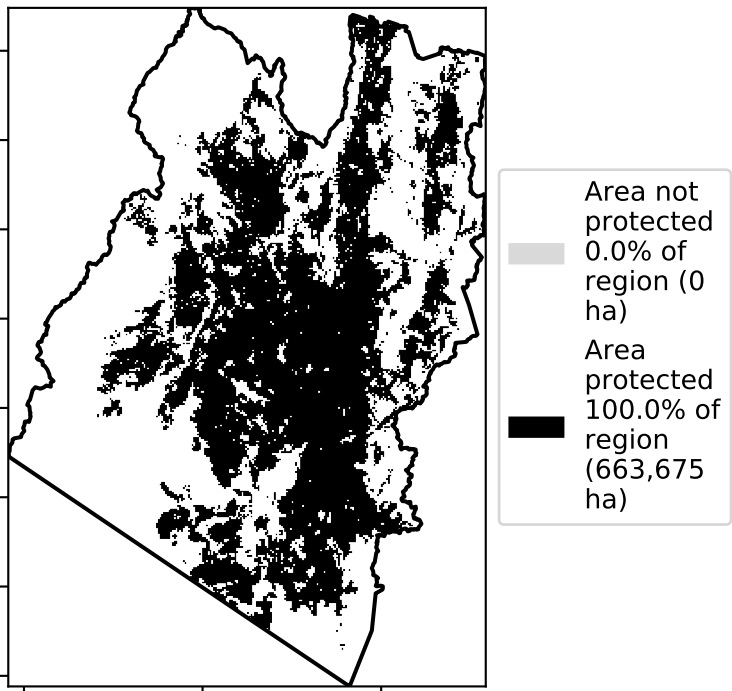 Area not
protected
0.0% of
region (0
ha)
Area
protected
100.0% of
region
(663,675
ha)